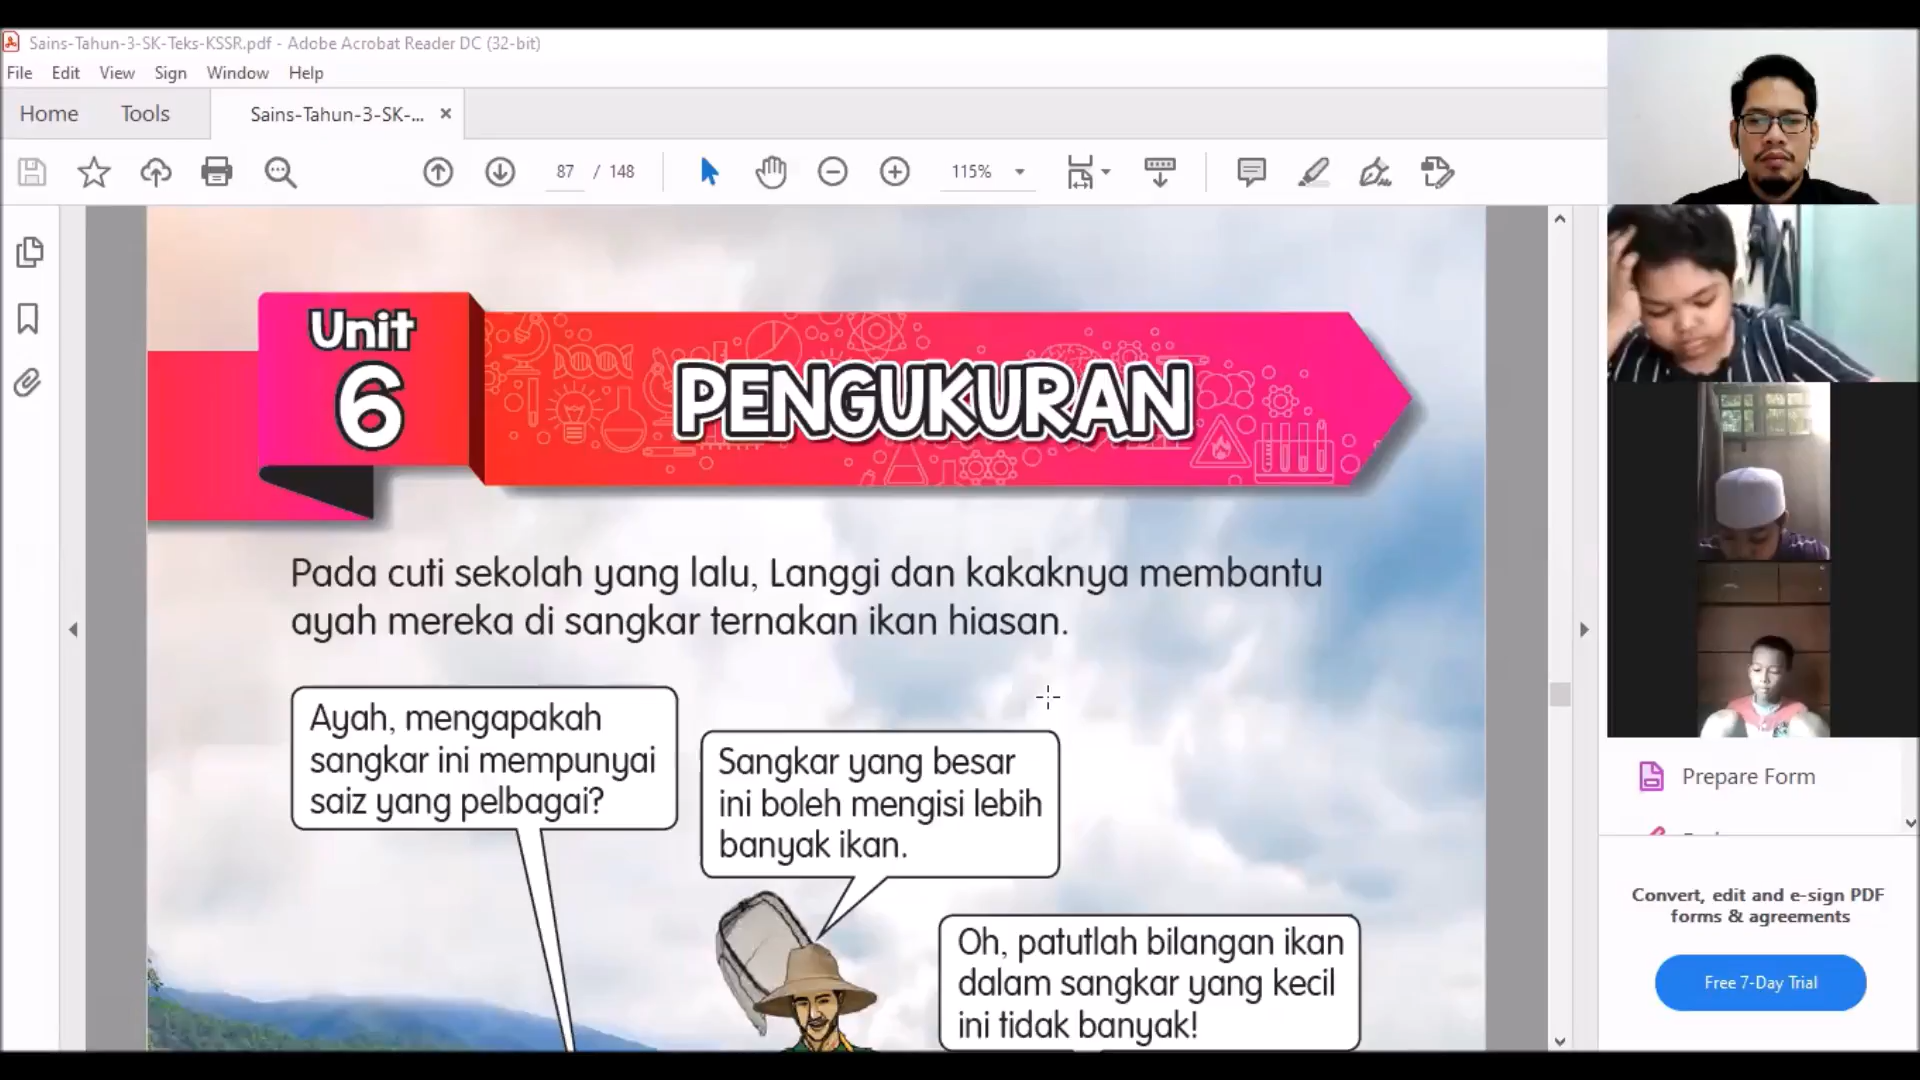 Sains-Tahun-3-SK-Teks-KSSR.pdf - Adobe Acrobat Reader DC (32-bit)
File Edit View Sign Window Help
Home Tools Sains-Tahun-3-SK-... ×
87 / 148 115%
Unit
6
PENGUKURAN
Pada cuti sekolah yang lalu, Langgi dan kakaknya membantu
ayah mereka di sangkar ternakan ikan hiasan.
Ayah, mengapakah
sangkar ini mempunyai
saiz yang pelbagai?
Sangkar yang besar
ini boleh mengisi lebih
banyak ikan.
Oh, patutlah bilangan ikan
dalam sangkar yang kecil
ini tidak banyak!
Prepare Form
Convert, edit and e-sign PDF
forms & agreements
Free 7-Day Trial